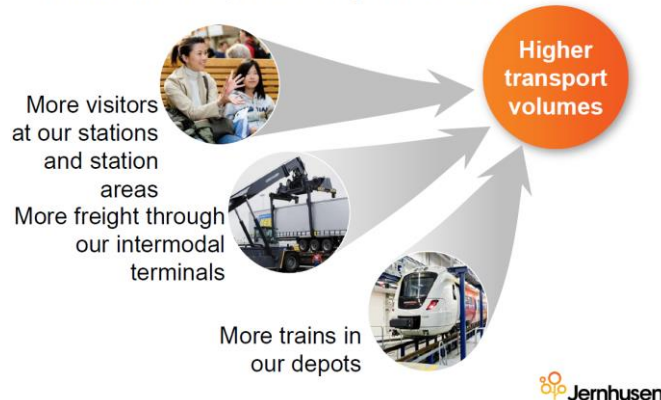 Higher
transport
volumes
More visitors
at our stations
and station
areas
More freight through
our intermodal
terminals
More trains in
our depots
Jernhusen